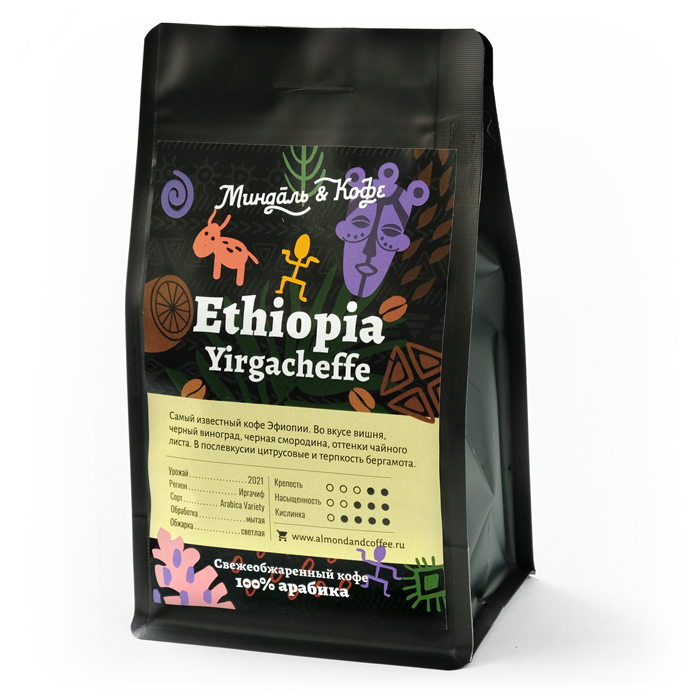 Миндаль & Кофе
Ethiopia
Yirgacheffe
Самый известный кофе Эфиопии. Во вкусе вишня,
черный виноград, черная смородина, оттенки чайного
листа. В послевкусии цитрусовые и терпкость бергамота.
Урожай 2021
Регион Иргачиф
Сорт Arabica Variety
Обработка мытая
Обжарка светлая
Крепость
Насыщенность
Кислинка
www.almondandcoffee.ru
Свежеобжаренный кофе
100% арабика